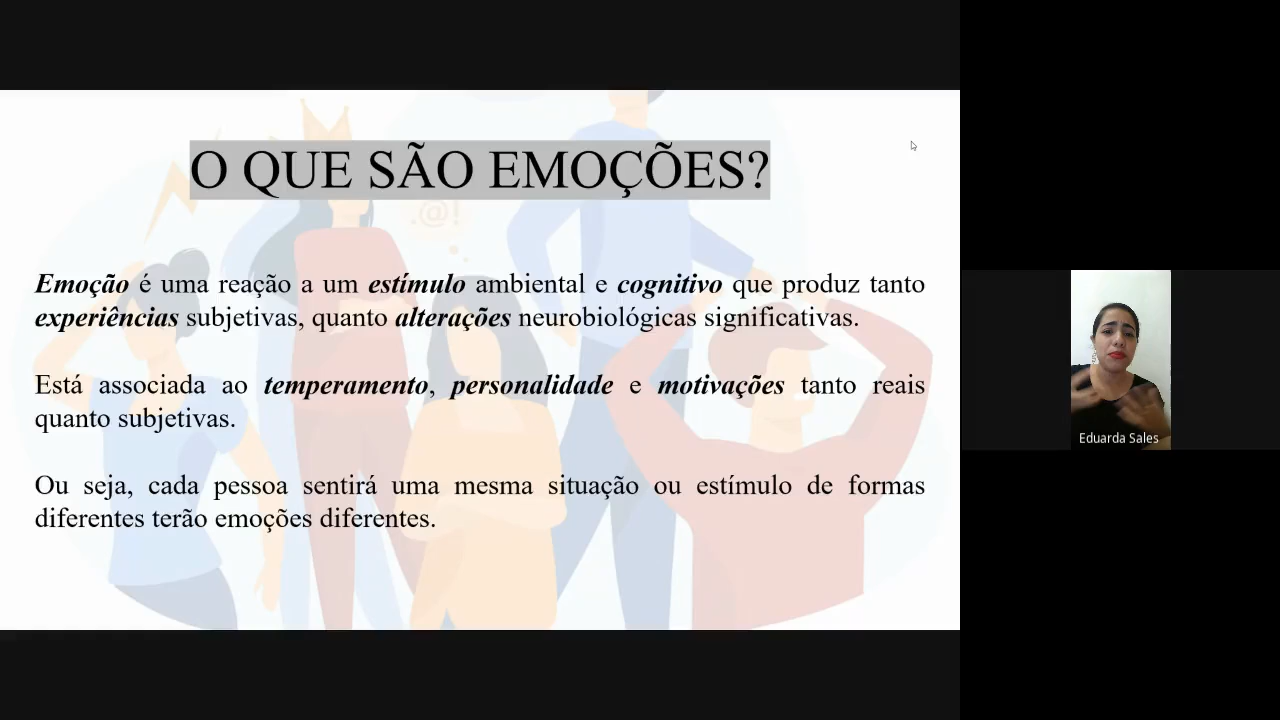 O QUE SÃO EMOÇÕES?
.@!
Emoção é uma reação a um estímulo ambiental e cognitivo que produz tanto
experiências subjetivas, quanto alterações neurobiológicas significativas.
Está associada ao temperamento, personalidade e motivações tanto reais
quanto subjetivas.
Ou seja, cada pessoa sentirá uma mesma situação ou estímulo de formas
diferentes terão emoções diferentes.
Eduarda Sales